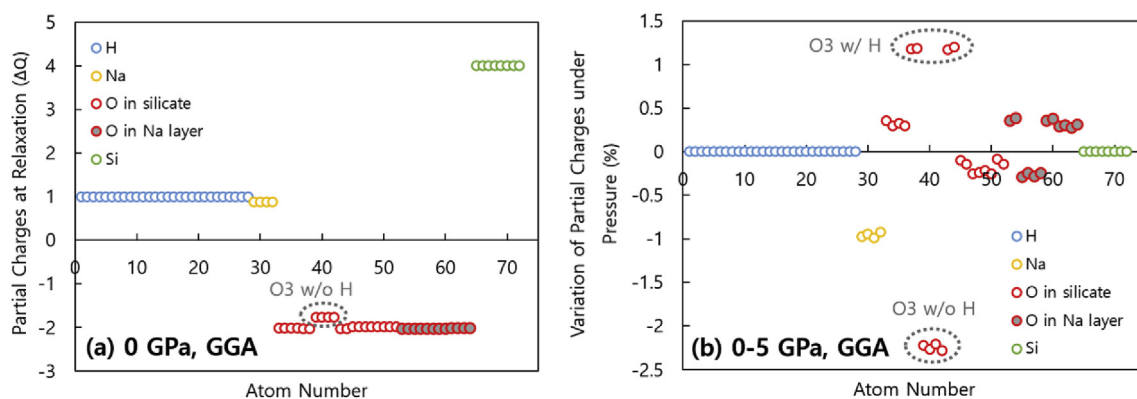 Partial Charges at Relaxation (ΔQ)
5
4
3
2
1
0
-1
-2
-3
H
Na
O in silicate
O in Na layer
Si
0 10 20 30 40 50 60 70
O3 w/o H
(a) 0 GPa, GGA
Atom Number
Variation of Partial Charges under
Pressure (%)
1.5
1
0.5
0
-0.5
-1
-1.5
-2
-2.5
O3 w/ H
0 10 20 30 40 50 60 70
H
Na
O in silicate
O in Na layer
Si
O3 w/o H
(b) 0-5 GPa, GGA
Atom Number